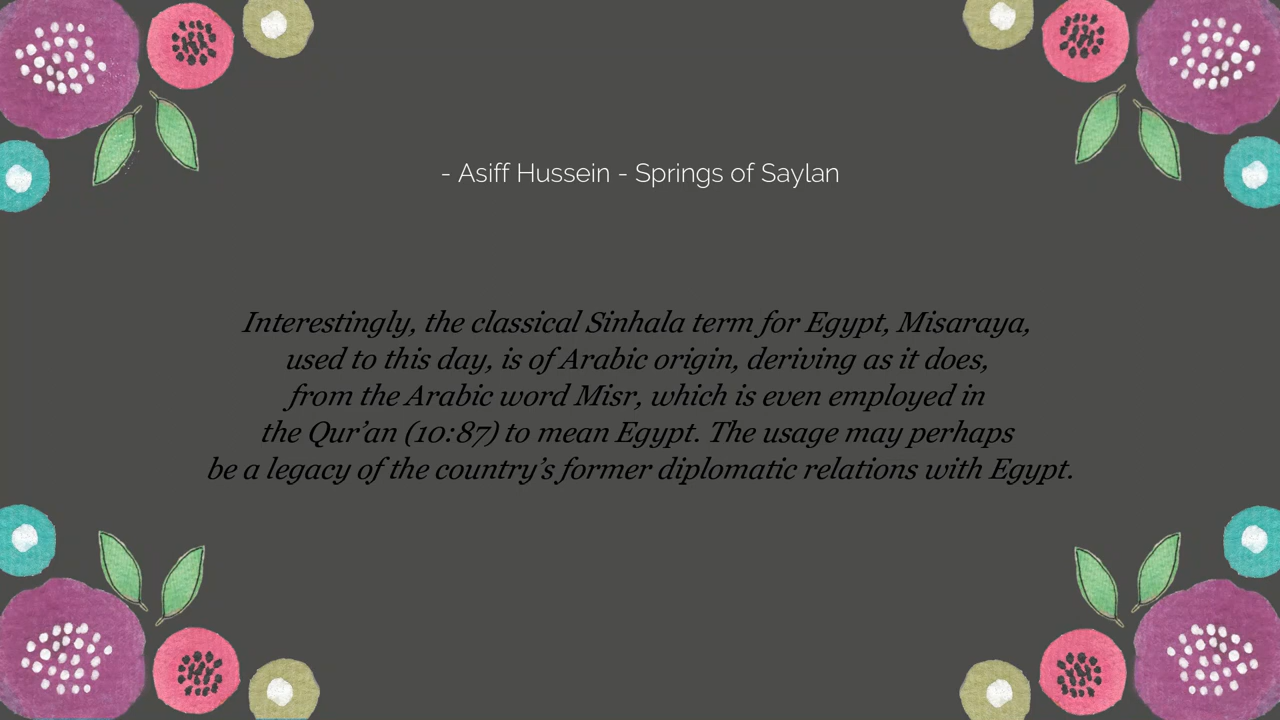 - Asiff Hussein - Springs of Saylan
Interestingly, the classical Sinhala term for Egypt, Misaraya,
used to this day, is of Arabic origin, deriving as it does,
from the Arabic word Misr, which is even employed in
the Qur’an (10:87) to mean Egypt. The usage may perhaps
be a legacy of the country’s former diplomatic relations with Egypt.